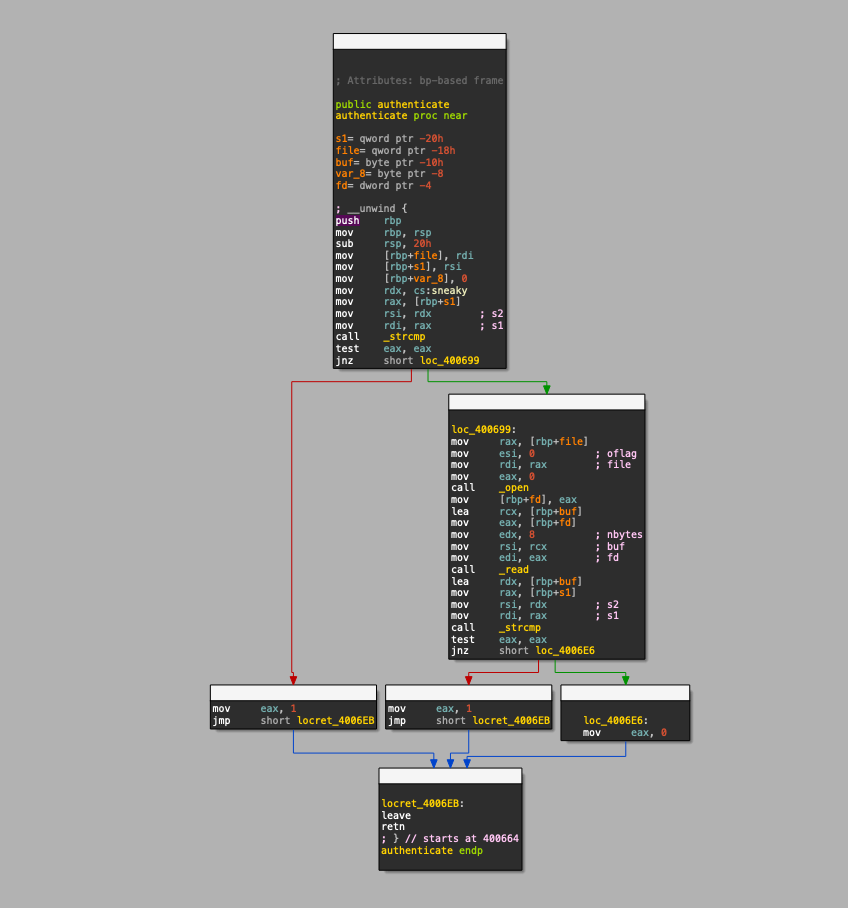 ; Attributes: bp-based frame
public authenticate
authenticate proc near
s1= qword ptr -20h
file= qword ptr -18h
buf= byte ptr -10h
var_8= byte ptr -8
fd= dword ptr -4
; __unwind {
push rbp
mov rbp, rsp
sub rsp, 20h
mov [rbp+file], rdi
mov [rbp+s1], rsi
mov [rbp+var_8], 0
mov rdx, cs:sneaky
mov rax, [rbp+s1]
mov rsi, rdx ; s2
mov rdi, rax ; s1
call _strcmp
test eax, eax
jnz short loc_400699
loc_400699:
mov rax, [rbp+file]
mov esi, 0 ; oflag
mov rdi, rax ; file
mov eax, 0
call _open
mov [rbp+fd], eax
lea rcx, [rbp+buf]
mov eax, [rbp+fd]
mov edx, 8 ; nbytes
mov rsi, rcx ; buf
mov edi, eax ; fd
call _read
lea rdx, [rbp+buf]
mov rax, [rbp+s1]
mov rsi, rdx ; s2
mov rdi, rax ; s1
call _strcmp
test eax, eax
jnz short loc_4006E6
mov eax, 1
jmp short locret_4006EB
mov eax, 1
jmp short locret_4006EB
loc_4006E6:
mov eax, 0
locret_4006EB:
leave
retn
; } // starts at 400664
authenticate endp